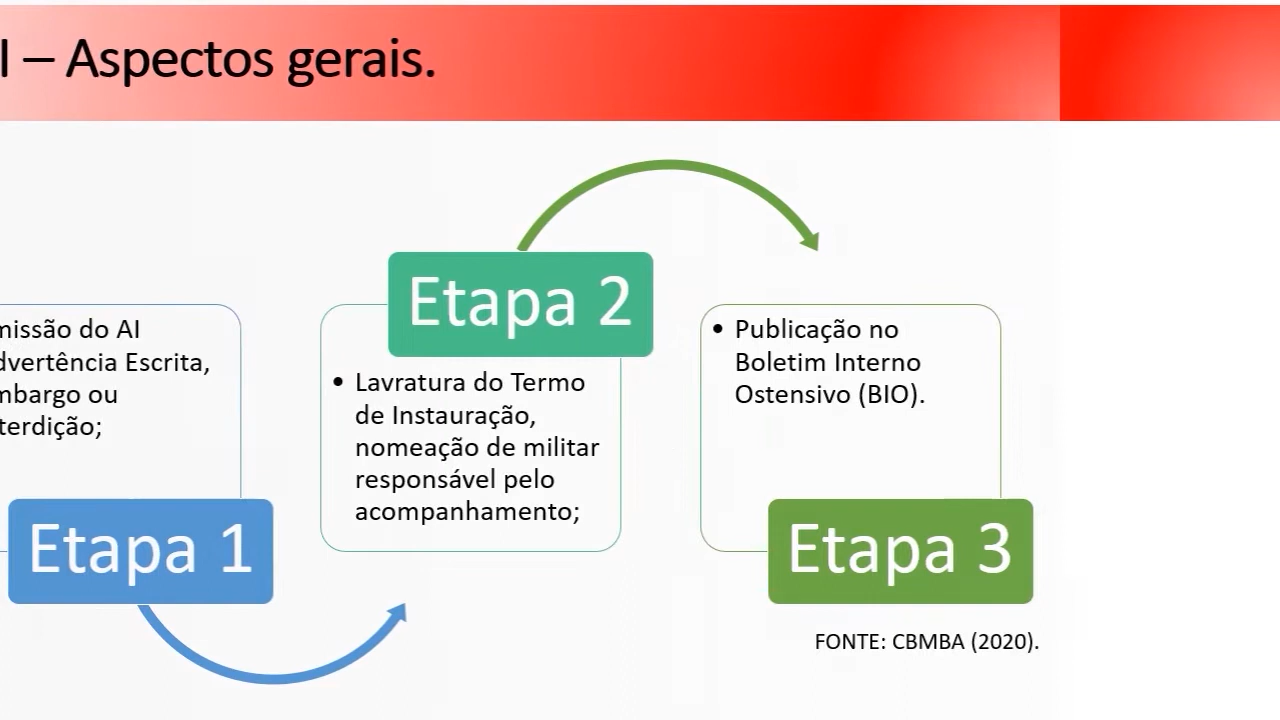 I – Aspectos gerais.
missão do AI
dvertência Escrita,
mbargo ou
terdição;
Etapa 1
Etapa 2
• Lavratura do Termo
de Instauração,
nomeação de militar
responsável pelo
acompanhamento;
• Publicação no
Boletim Interno
Ostensivo (BIO).
Etapa 3
FONTE: CBMBA (2020).